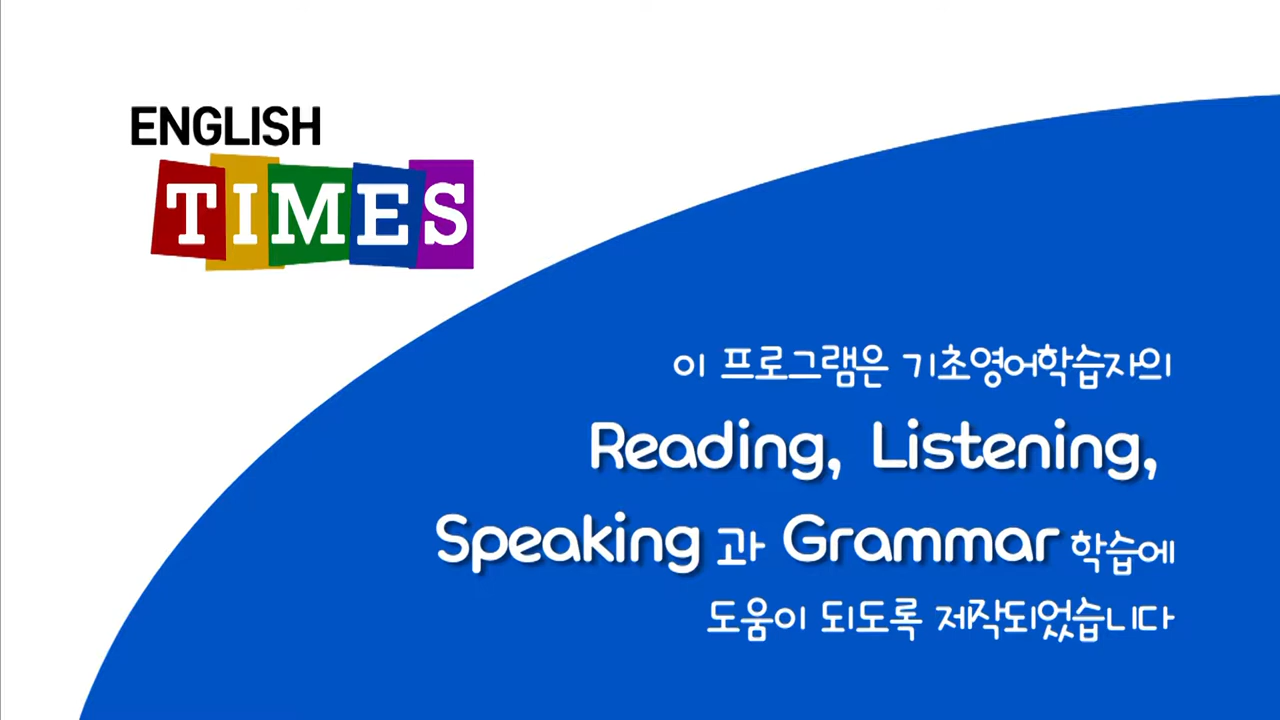 ENGLISH
TIMES
이 프로그램은 기초영어학습자의
Reading, Listening,
Speaking 과 Grammar 학습에
도움이 되도록 제작되었습니다